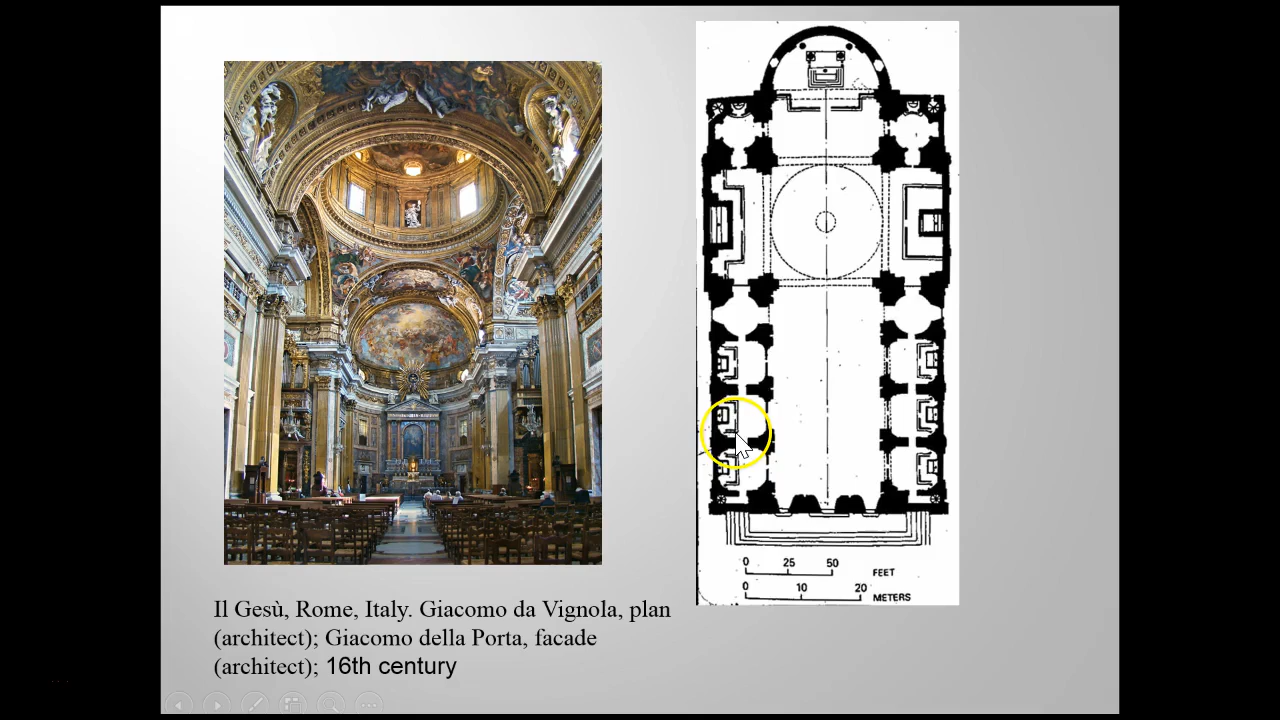 Il Gesù, Rome, Italy. Giacomo da Vignola, plan
(architect); Giacomo della Porta, facade
(architect); 16th century
0 25 50
FEET
0 10 20
METERS